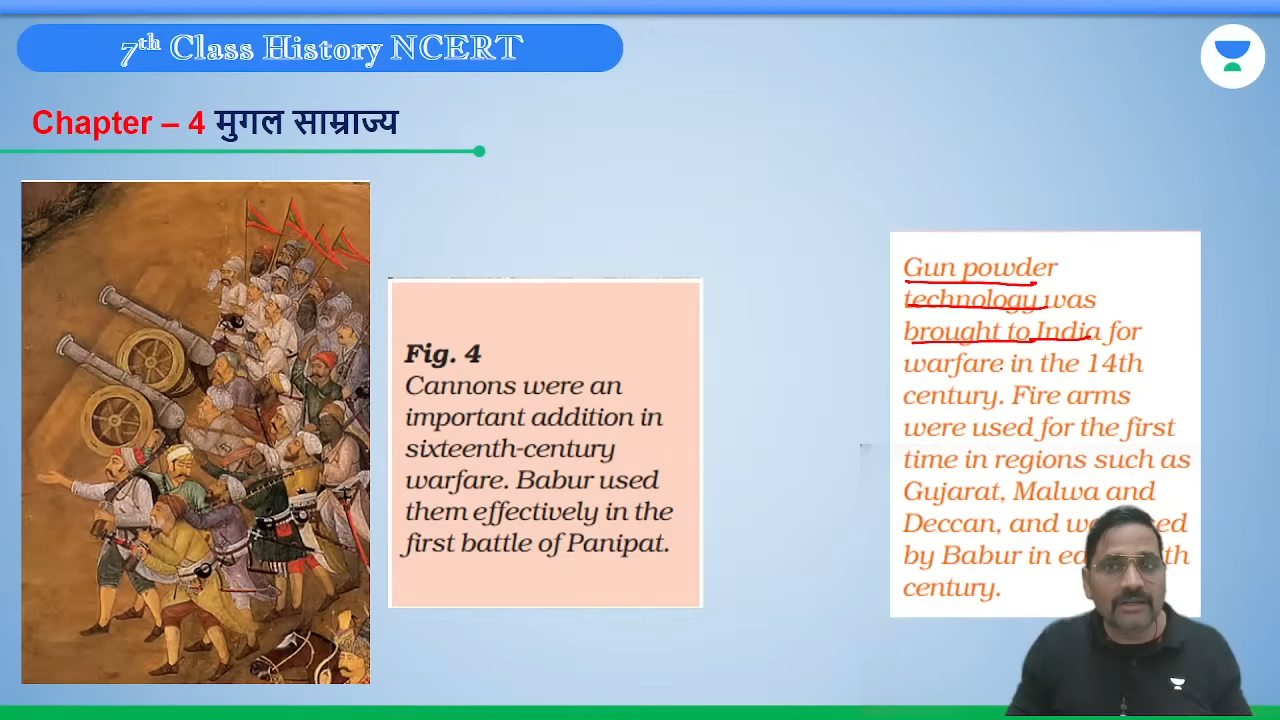 7th Class History NCERT
Chapter – 4 मुगल साम्राज्य
Fig. 4
Cannons were an
important addition in
sixteenth-century
warfare. Babur used
them effectively in the
first battle of Panipat.
Gun powder
technology was
brought to India for
warfare in the 14th
century. Fire arms
were used for the first
time in regions such as
Gujarat, Malwa and
Deccan, and
by Babur in
century.